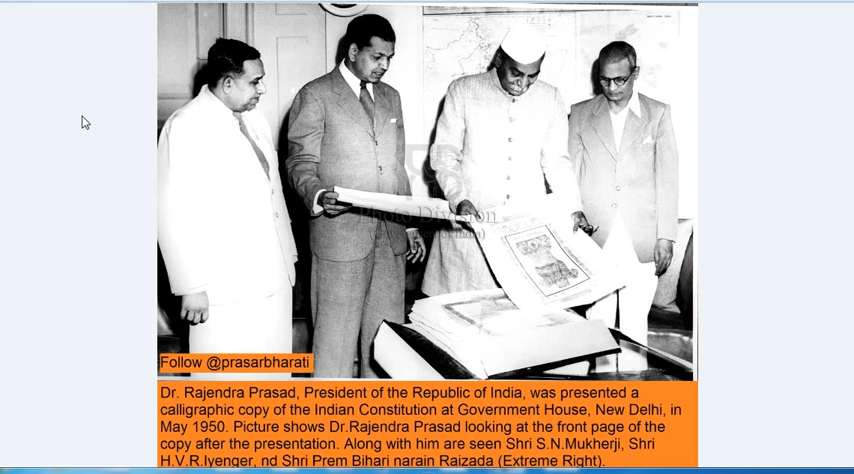 Photo Division
Follow @prasarbharati
Dr. Rajendra Prasad, President of the Republic of India, was presented a
calligraphic copy of the Indian Constitution at Government House, New Delhi, in
May 1950. Picture shows Dr.Rajendra Prasad looking at the front page of the
copy after the presentation. Along with him are seen Shri S.N.Mukherji, Shri
H.V.R.Iyenger, nd Shri Prem Bihari narain Raizada (Extreme Right).